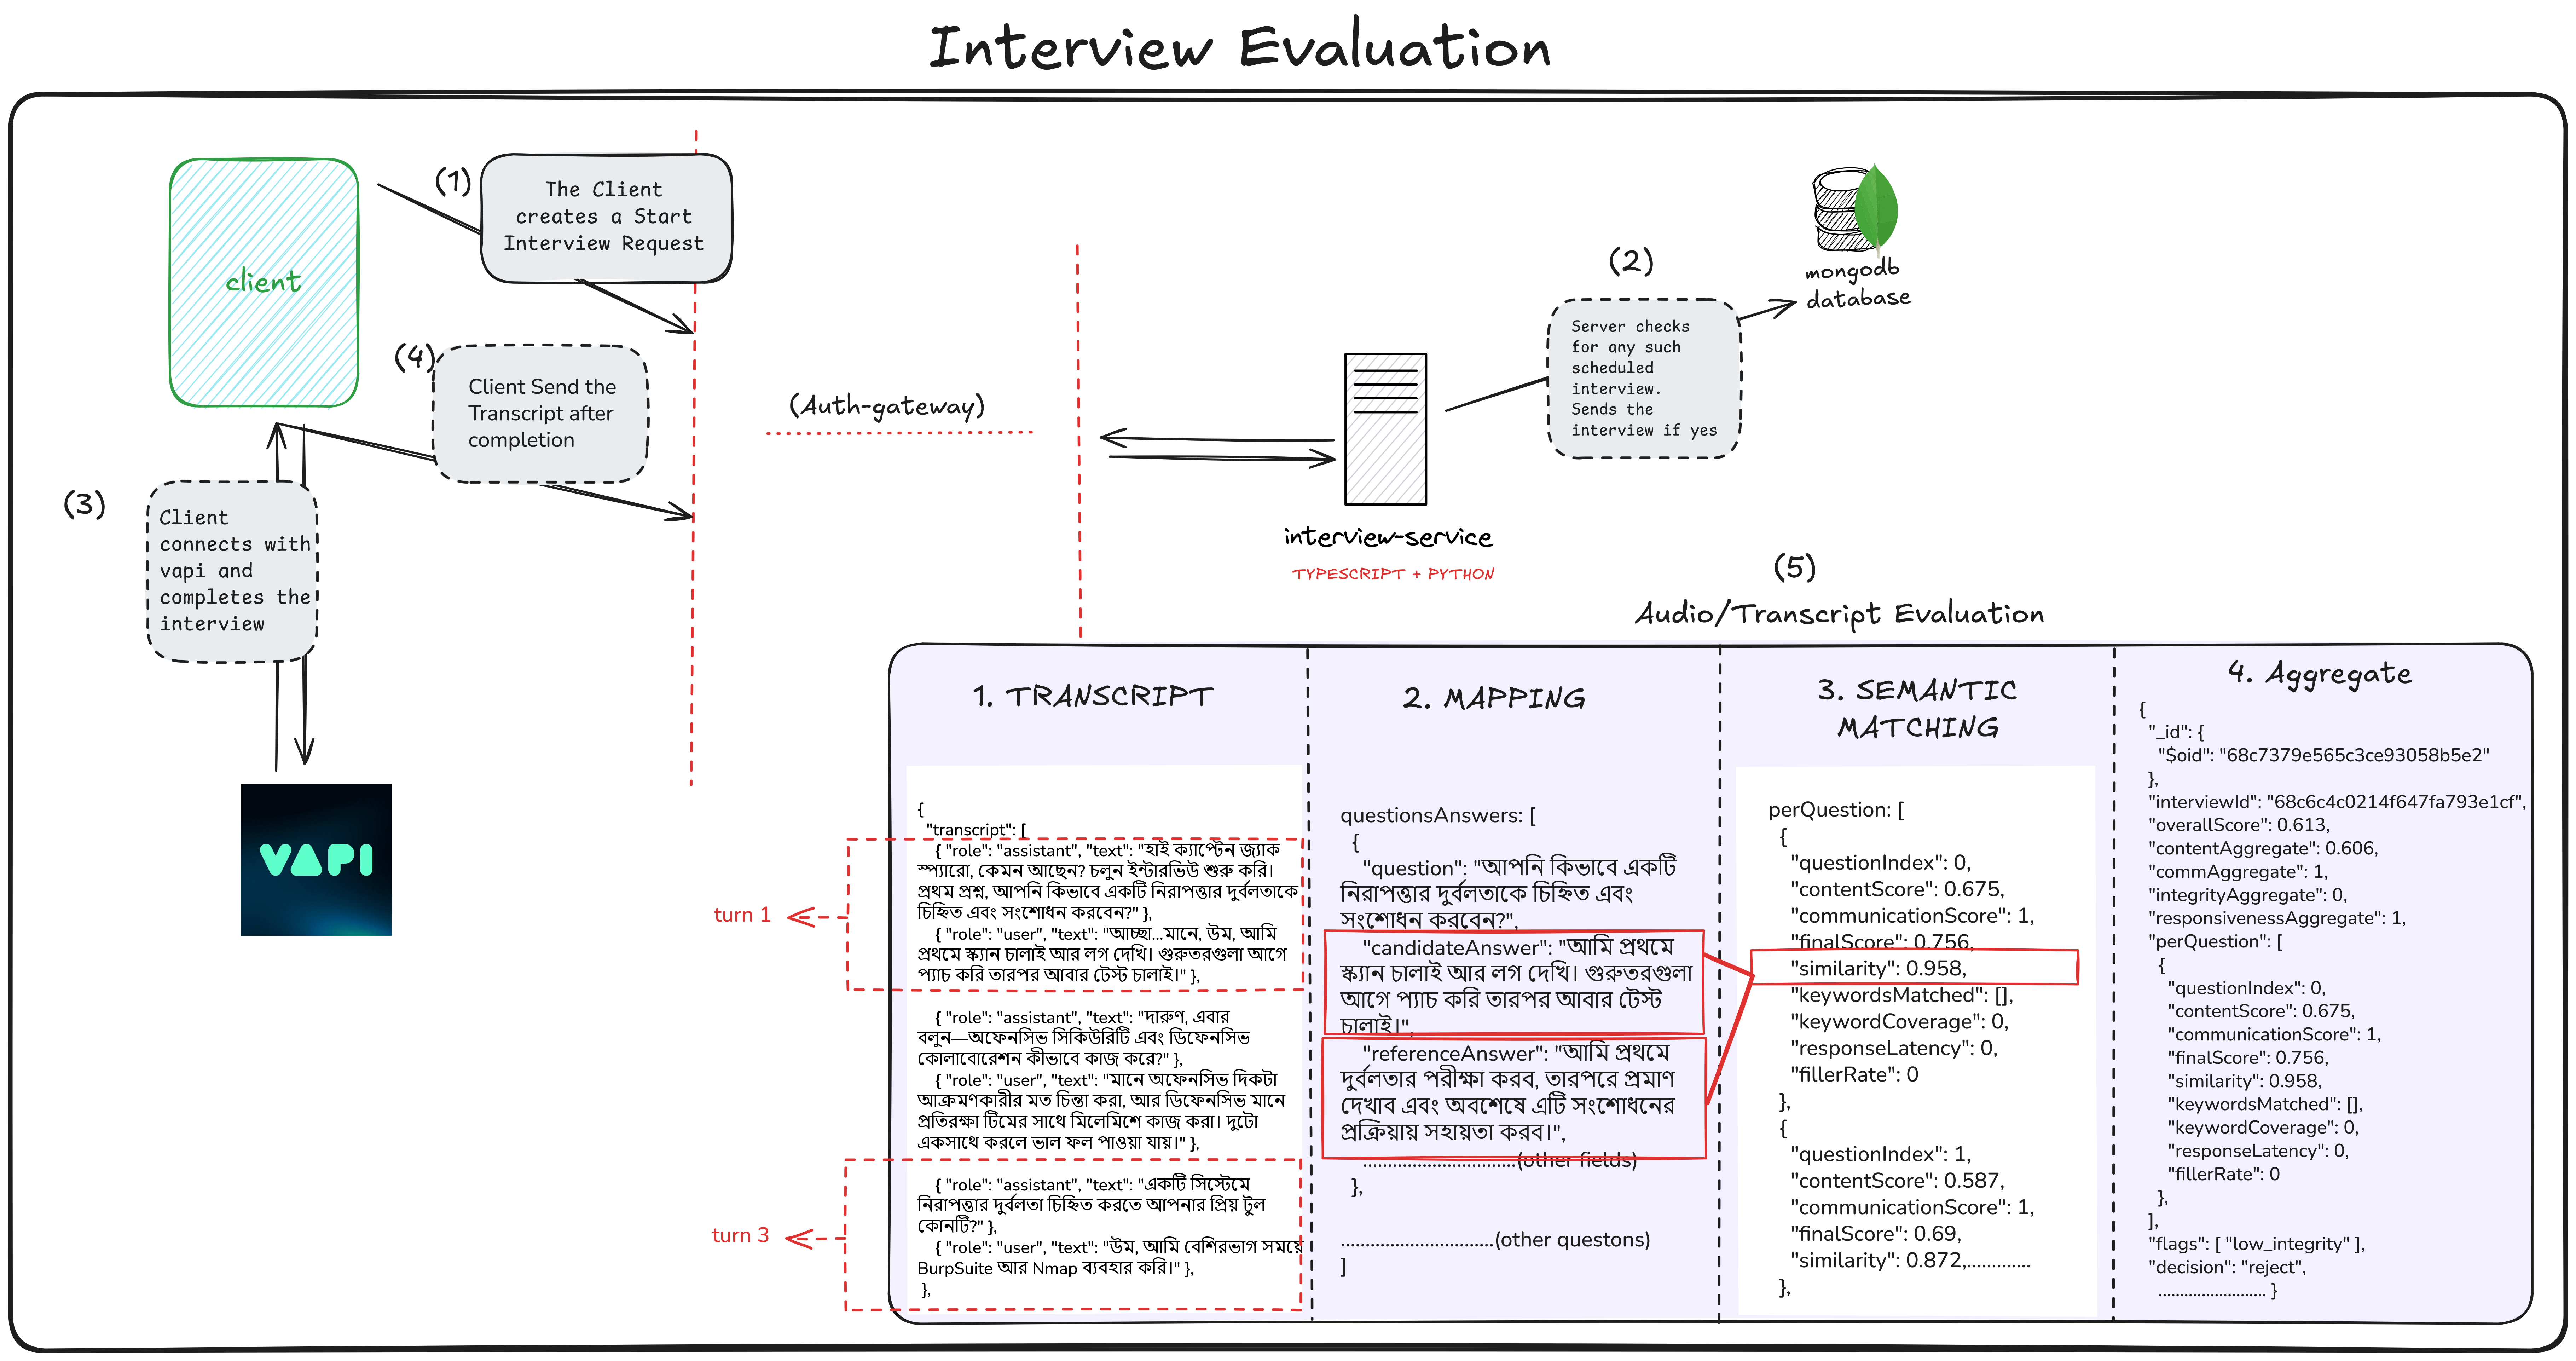 Interview Evaluation
client
(1)
The Client
creates a Start
Interview Request
(4)
Client Send the
Transcript after
completion
(3)
Client
connects with
vapi and
completes the
interview
VAPI
(Auth-gateway)
interview-service
TYPESCRIPT + PYTHON
(2)
Server checks
for any such
scheduled
interview.
Sends the
interview if yes
mongodb
database
(5)
Audio/Transcript Evaluation
1. TRANSCRIPT
{
"transcript": [
{ "role": "assistant", "text": "হাই ক্যাপ্টেন জ্যাক
স্প্যারো, কেমন আছেন? চলুন ইন্টারভিউ শুরু করি।
প্রথম প্রশ্ন, আপনি কিভাবে একটি নিরাপত্তার দুর্বলতাকে
চিহ্নিত এবং সংশোধন করবেন?" },
{ "role": "user", "text": "আচ্ছা...মানে, উম, আমি
প্রথমে স্ক্যান চালাই আর লগ দেখি। গুরুতরগুলা আগে
প্যাচ করি তারপর আবার টেস্ট চালাই।" },
{ "role": "assistant", "text": "দারুণ, এবার
বলুন—অফেনসিভ সিকিউরিটি এবং ডিফেনসিভ
কোলাবোরেশন কীভাবে কাজ করে?" },
{ "role": "user", "text": "মানে অফেনসিভ দিকটা
আক্রমণকারীর মত চিন্তা করা, আর ডিফেনসিভ মানে
প্রতিরক্ষা টিমের সাথে মিলেমিশে কাজ করা। দুটো
একসাথে করলে ভাল ফল পাওয়া যায়।" },
{ "role": "assistant", "text": "একটি সিস্টেমে
নিরাপত্তার দুর্বলতা চিহ্নিত করতে আপনার প্রিয় টুল
কোনটি?" },
{ "role": "user", "text": "উম, আমি বেশিরভাগ সময়ে
BurpSuite আর Nmap ব্যবহার করি।" },
},
turn 1
turn 3
2. MAPPING
questionsAnswers: [
{
"question": "আপনি কিভাবে একটি
নিরাপত্তার দুর্বলতাকে চিহ্নিত এবং
সংশোধন করবেন?",
"candidateAnswer": "আমি প্রথমে
স্ক্যান চালাই আর লগ দেখি। গুরুতরগুলা
আগে প্যাচ করি তারপর আবার টেস্ট
চালাই।",
"referenceAnswer": "আমি প্রথমে
দুর্বলতার পরীক্ষা করব, তারপরে প্রমাণ
দেখাব এবং অবশেষে এটি সংশোধনের
প্রক্রিয়ায় সহায়তা করব।",
...............................(other fields)
},
...............................(other questons)
]
3. SEMANTIC
MATCHING
perQuestion: [
{
"questionIndex": 0,
"contentScore": 0.675,
"communicationScore": 1,
"finalScore": 0.756,
"similarity": 0.958,
"keywordsMatched": [],
"keywordCoverage": 0,
"responseLatency": 0,
"fillerRate": 0
},
{
"questionIndex": 1,
"contentScore": 0.587,
"communicationScore": 1,
"finalScore": 0.69,
"similarity": 0.872,.............
},
4. Aggregate
{
"_id": {
"$oid": "68c7379e565c3ce93058b5e2"
},
"interviewId": "68c6c4c0214f647fa793e1cf",
"overallScore": 0.613,
"contentAggregate": 0.606,
"commAggregate": 1,
"integrityAggregate": 0,
"responsivenessAggregate": 1,
"perQuestion": [
{
"questionIndex": 0,
"contentScore": 0.675,
"communicationScore": 1,
"finalScore": 0.756,
"similarity": 0.958,
"keywordsMatched": [],
"keywordCoverage": 0,
"responseLatency": 0,
"fillerRate": 0
},
],
"flags": [ "low_integrity" ],
"decision": "reject",
......................... }